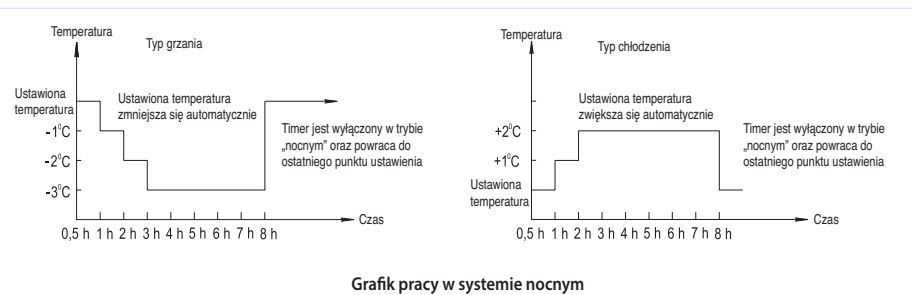 Temperatura
Typ grzania
Ustawiona
temperatura
Ustawiona temperatura
zmniejsza się automatycznie
-1°C
-2°C
-3°C
Timer jest wyłączony w trybie
„nocnym” oraz powraca do
ostatniego punktu ustawienia
Czas
0,5 h 1 h 2 h 3 h 4 h 5 h 6 h 7 h 8 h
Temperatura
Typ chłodzenia
Ustawiona temperatura
zwiększa się automatycznie
+2°C
+1°C
Ustawiona
temperatura
Timer jest wyłączony w trybie
„nocnym” oraz powraca do
ostatniego punktu ustawienia
Czas
0,5 h 1 h 2 h 3 h 4 h 5 h 6 h 7 h 8 h
Grafik pracy w systemie nocnym